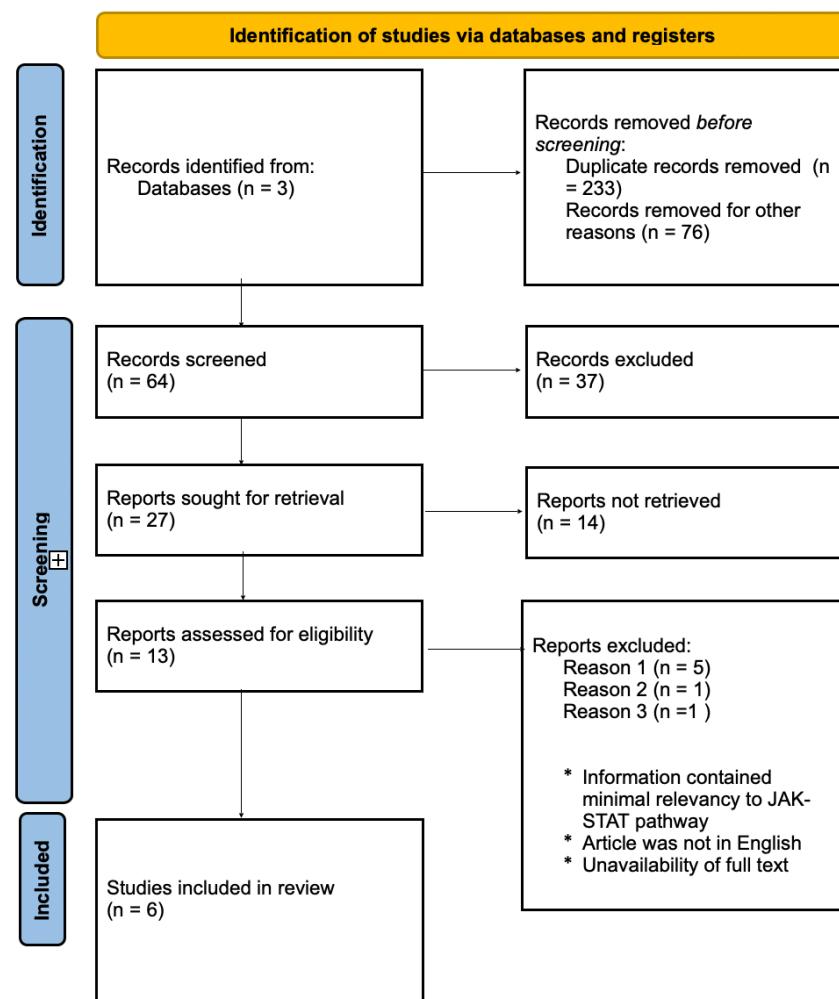 Identification of studies via databases and registers
Identification
Records identified from:
Databases (n = 3)
Records removed before
screening:
Duplicate records removed (n
= 233)
Records removed for other
reasons (n = 76)
Screening
Records screened
(n = 64)
Records excluded
(n = 37)
Reports sought for retrieval
(n = 27)
Reports not retrieved
(n = 14)
Reports assessed for eligibility
(n = 13)
Reports excluded:
Reason 1 (n = 5)
Reason 2 (n = 1)
Reason 3 (n =1 )
* Information contained
minimal relevancy to JAK-
STAT pathway
* Article was not in English
* Unavailability of full text
Included
Studies included in review
(n = 6)